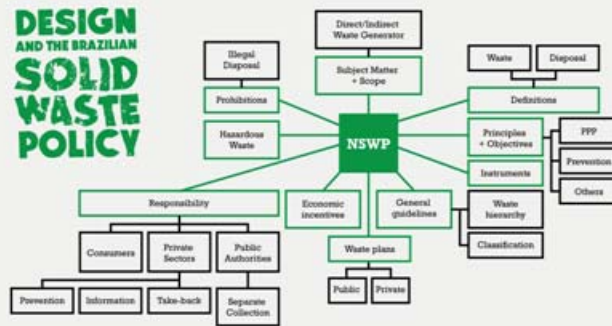 DESIGN
AND THE BRAZILIAN
SOLID
WASTE
POLICY
Direct/Indirect
Waste Generator
Illegal
Disposal
Subject Matter
+ Scope
Waste
Disposal
Prohibitions
Definitions
Hazardous
Waste
NSWP
Principles
+ Objectives
PPP
Instruments
Prevention
Others
Responsibility
Economic
incentives
General
guidelines
Waste
hierarchy
Classification
Consumers
Private
Sectors
Public
Authorities
Waste plans
Public
Private
Prevention
Information
Take-back
Separate
Collection